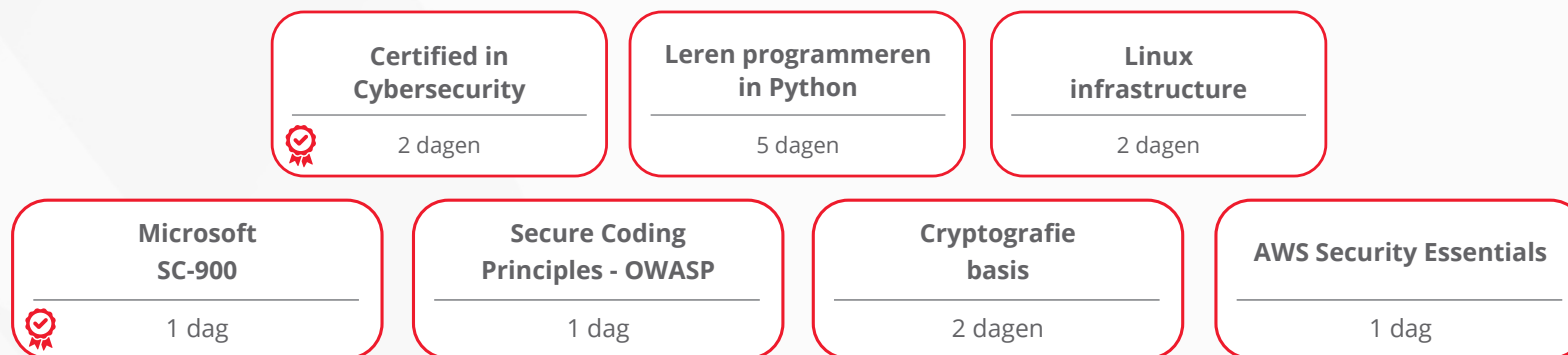 Certified in
Cybersecurity
2 dagen
Leren programmeren
in Python
5 dagen
Linux
infrastructure
2 dagen
Microsoft
SC-900
1 dag
Secure Coding
Principles - OWASP
1 dag
Cryptografie
basis
2 dagen
AWS Security Essentials
1 dag